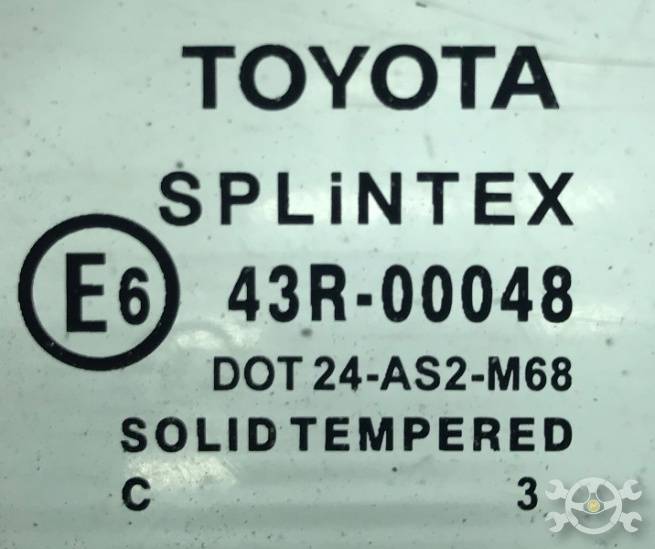 TOYOTA
SPLiNTEX
E6 43R-00048
DOT 24-AS2-M68
SOLID TEMPERED
C 3